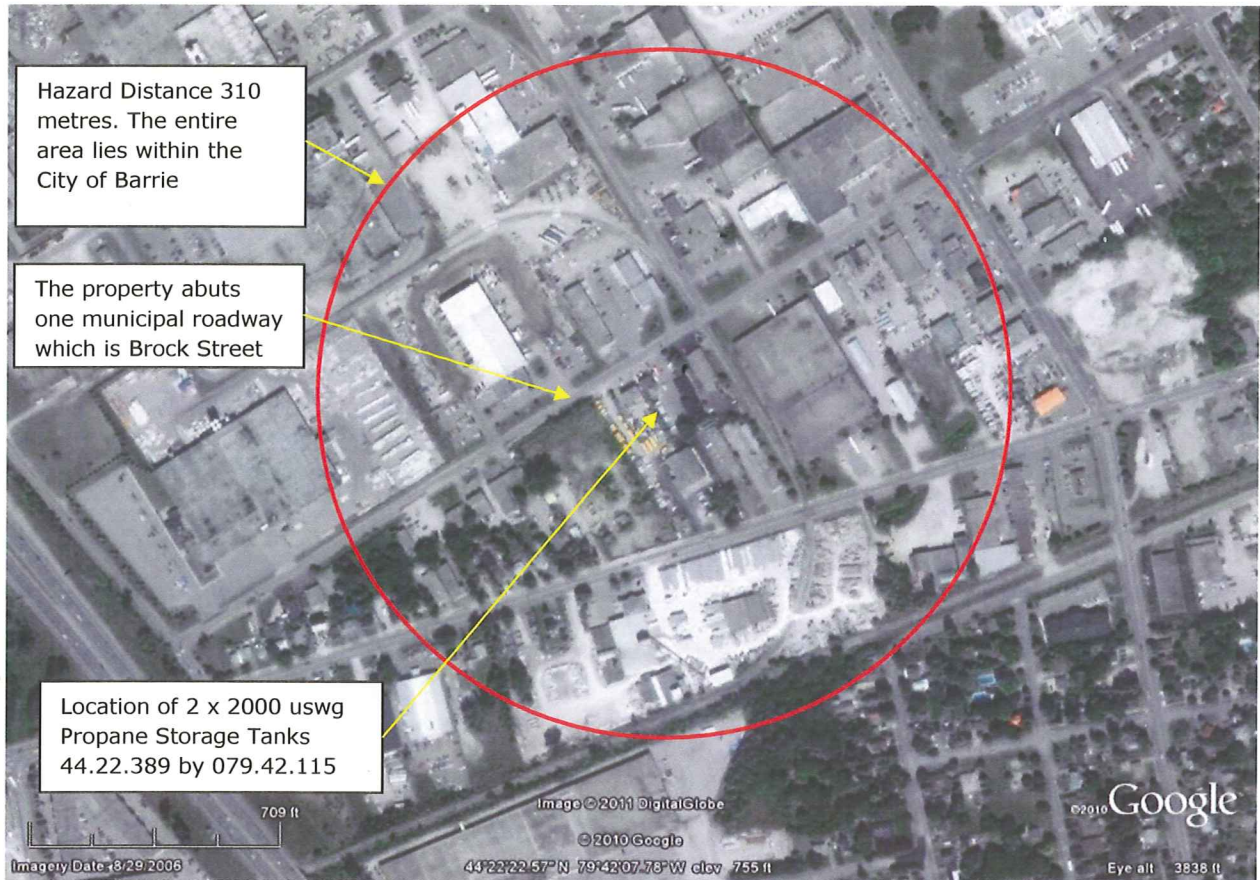 Hazard Distance 310
metres. The entire
area lies within the
City of Barrie
The property abuts
one municipal roadway
which is Brock Street
Location of 2 x 2000 uswg
Propane Storage Tanks
44.22.389 by 079.42.115
709 ft
Image © 2011 DigitalGlobe
© 2010 Google
©2010 Google
Imagery Date 8/29/2006
44°22'22.57" N 79°42'07.78" W elev 755 ft
Eye alt 3838 ft